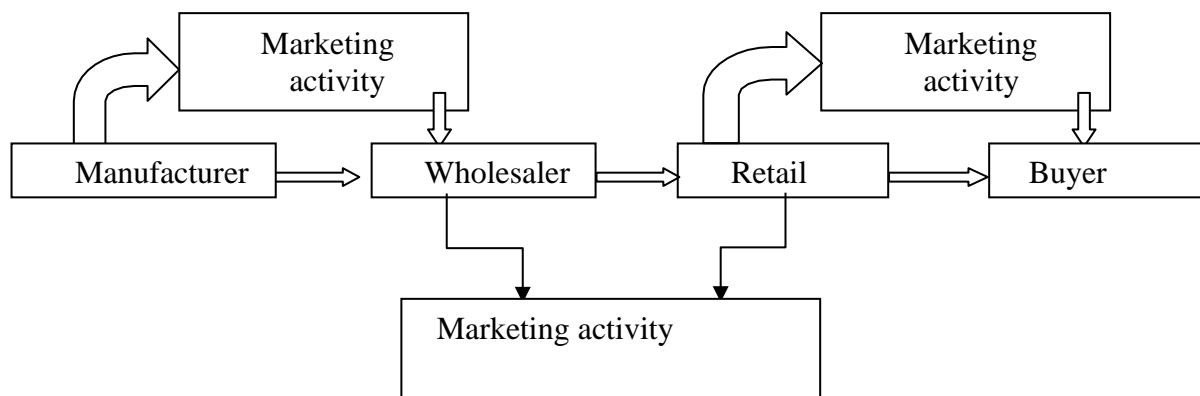 Marketing
activity
Marketing
activity
Manufacturer
Wholesaler
Retail
Buyer
Marketing activity